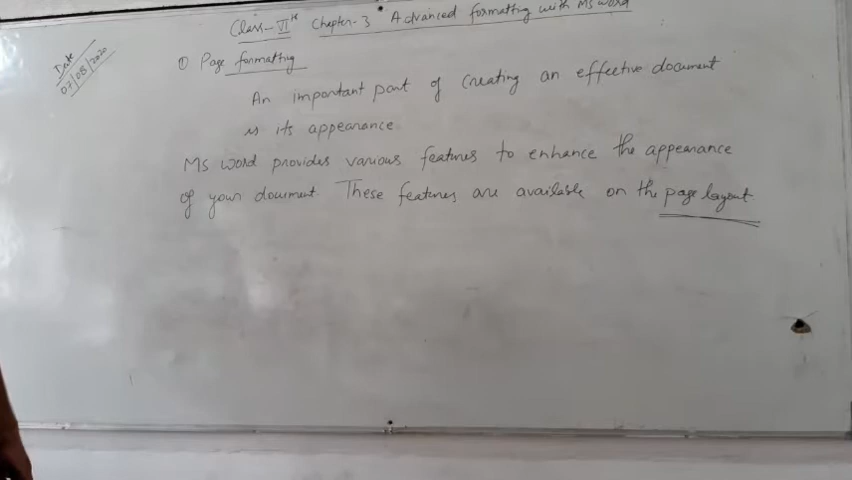 Class- VIth Chapter-3 Advanced formatting with MS word
Date
07/08/2020
① Page formatting
An important part of creating an effective document
is its appearance.
MS word provides various features to enhance the appearance
of your document. These features are available on the page layout.